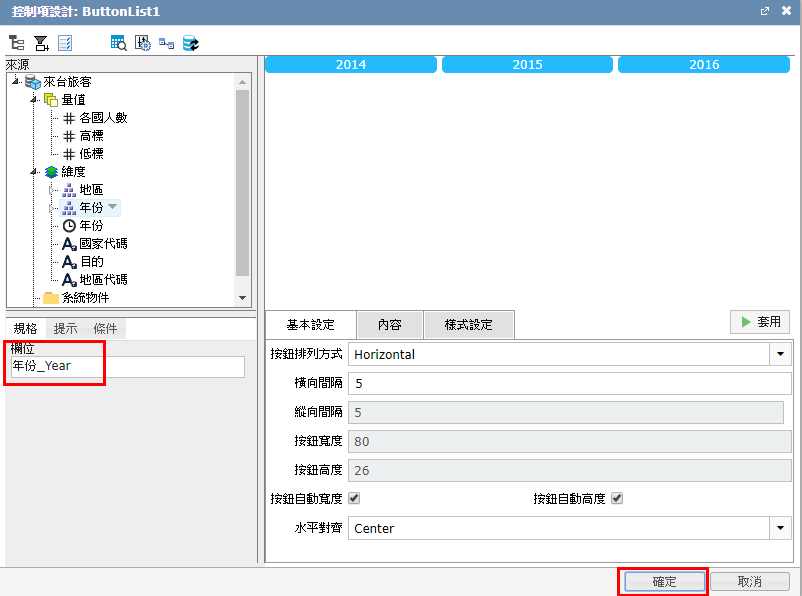 控制項設計: ButtonList1
來源
來台旅客
量值
各國人數
高標
低標
維度
地區
年份
年份
國家代碼
目的
地區代碼
系統物件
規格 提示 條件
欄位
年份_Year
2014 2015 2016
基本設定 內容 樣式設定 套用
按鈕排列方式 Horizontal
橫向間隔 5
縱向間隔 5
按鈕寬度 80
按鈕高度 26
按鈕自動寬度 按鈕自動高度
水平對齊 Center
確定 取消